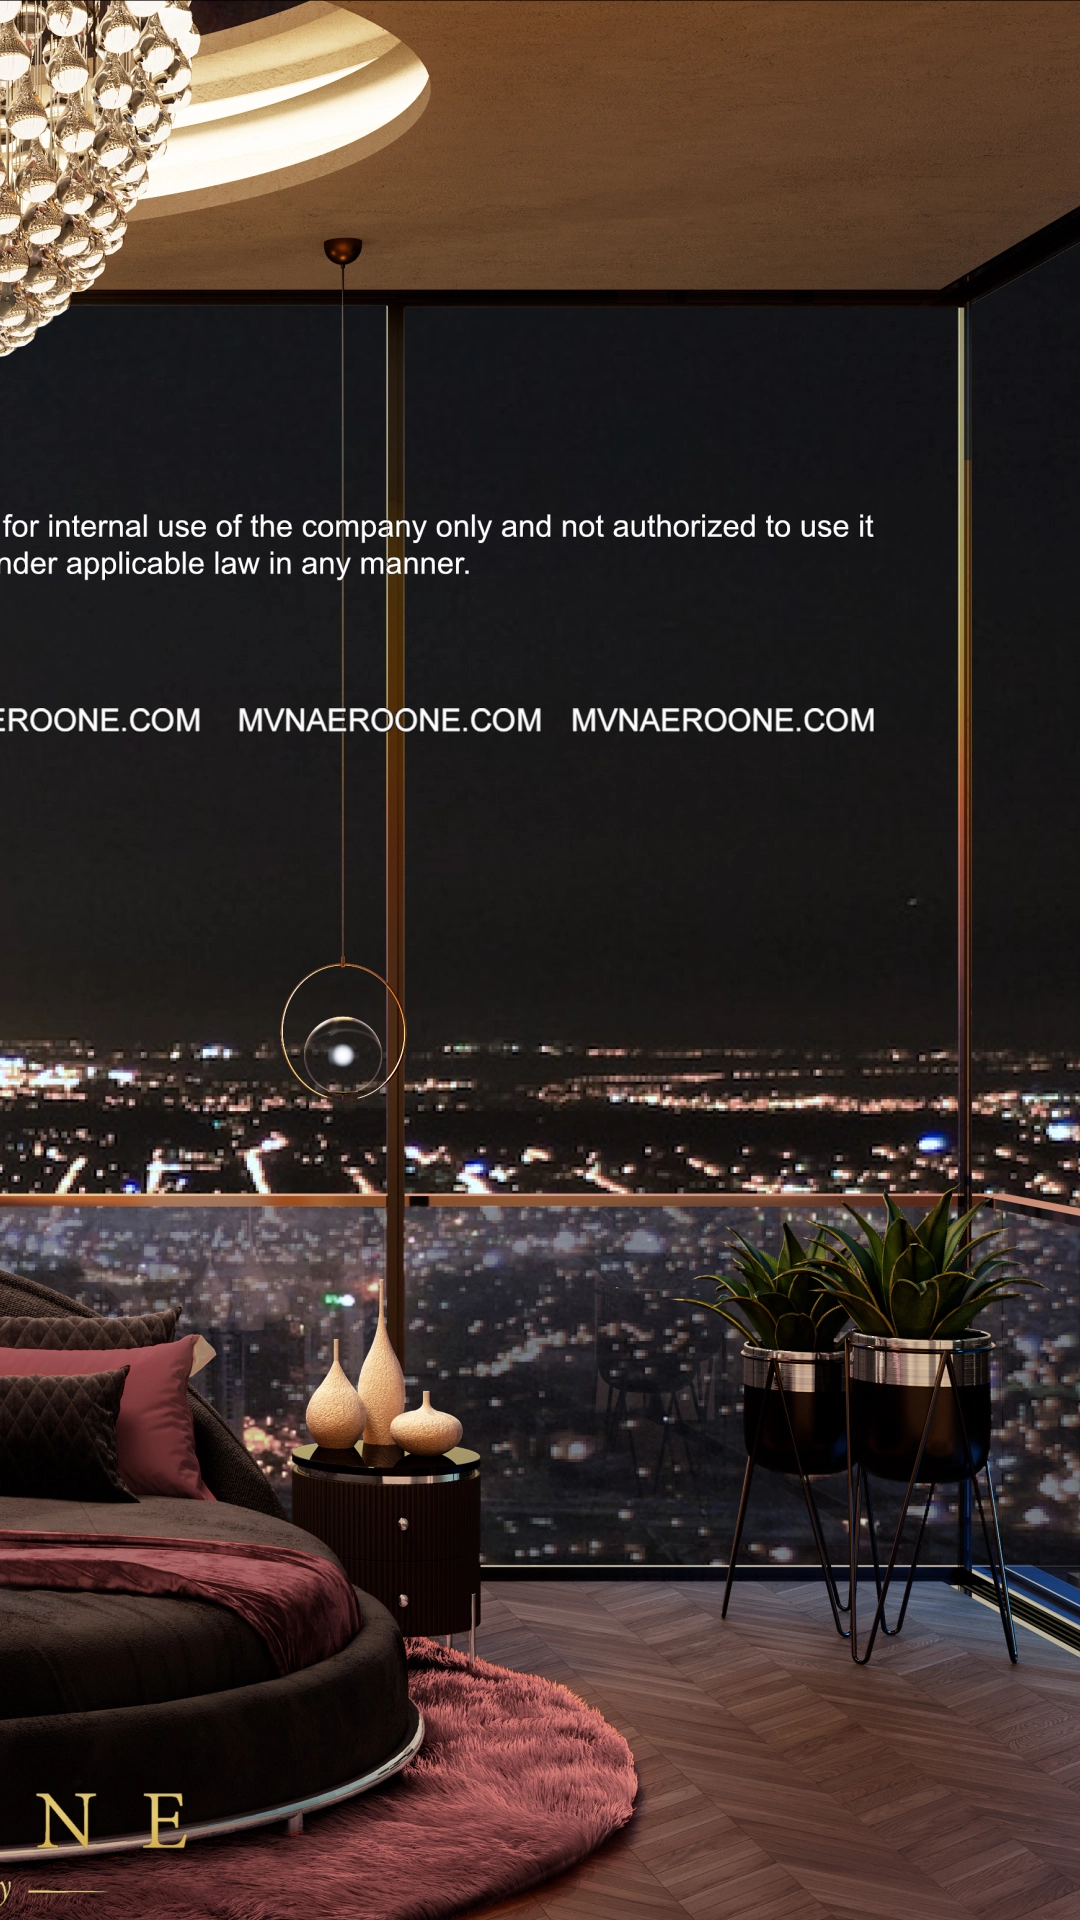 for internal use of the company only and not authorized to use it
nder applicable law in any manner.
EROONE.COM MVNAEROONE.COM MVNAEROONE.COM
N E
y